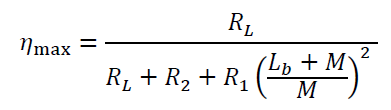 η_max = R_L / (R_L + R_2 + R_1 ((L_b + M) / M)^2)